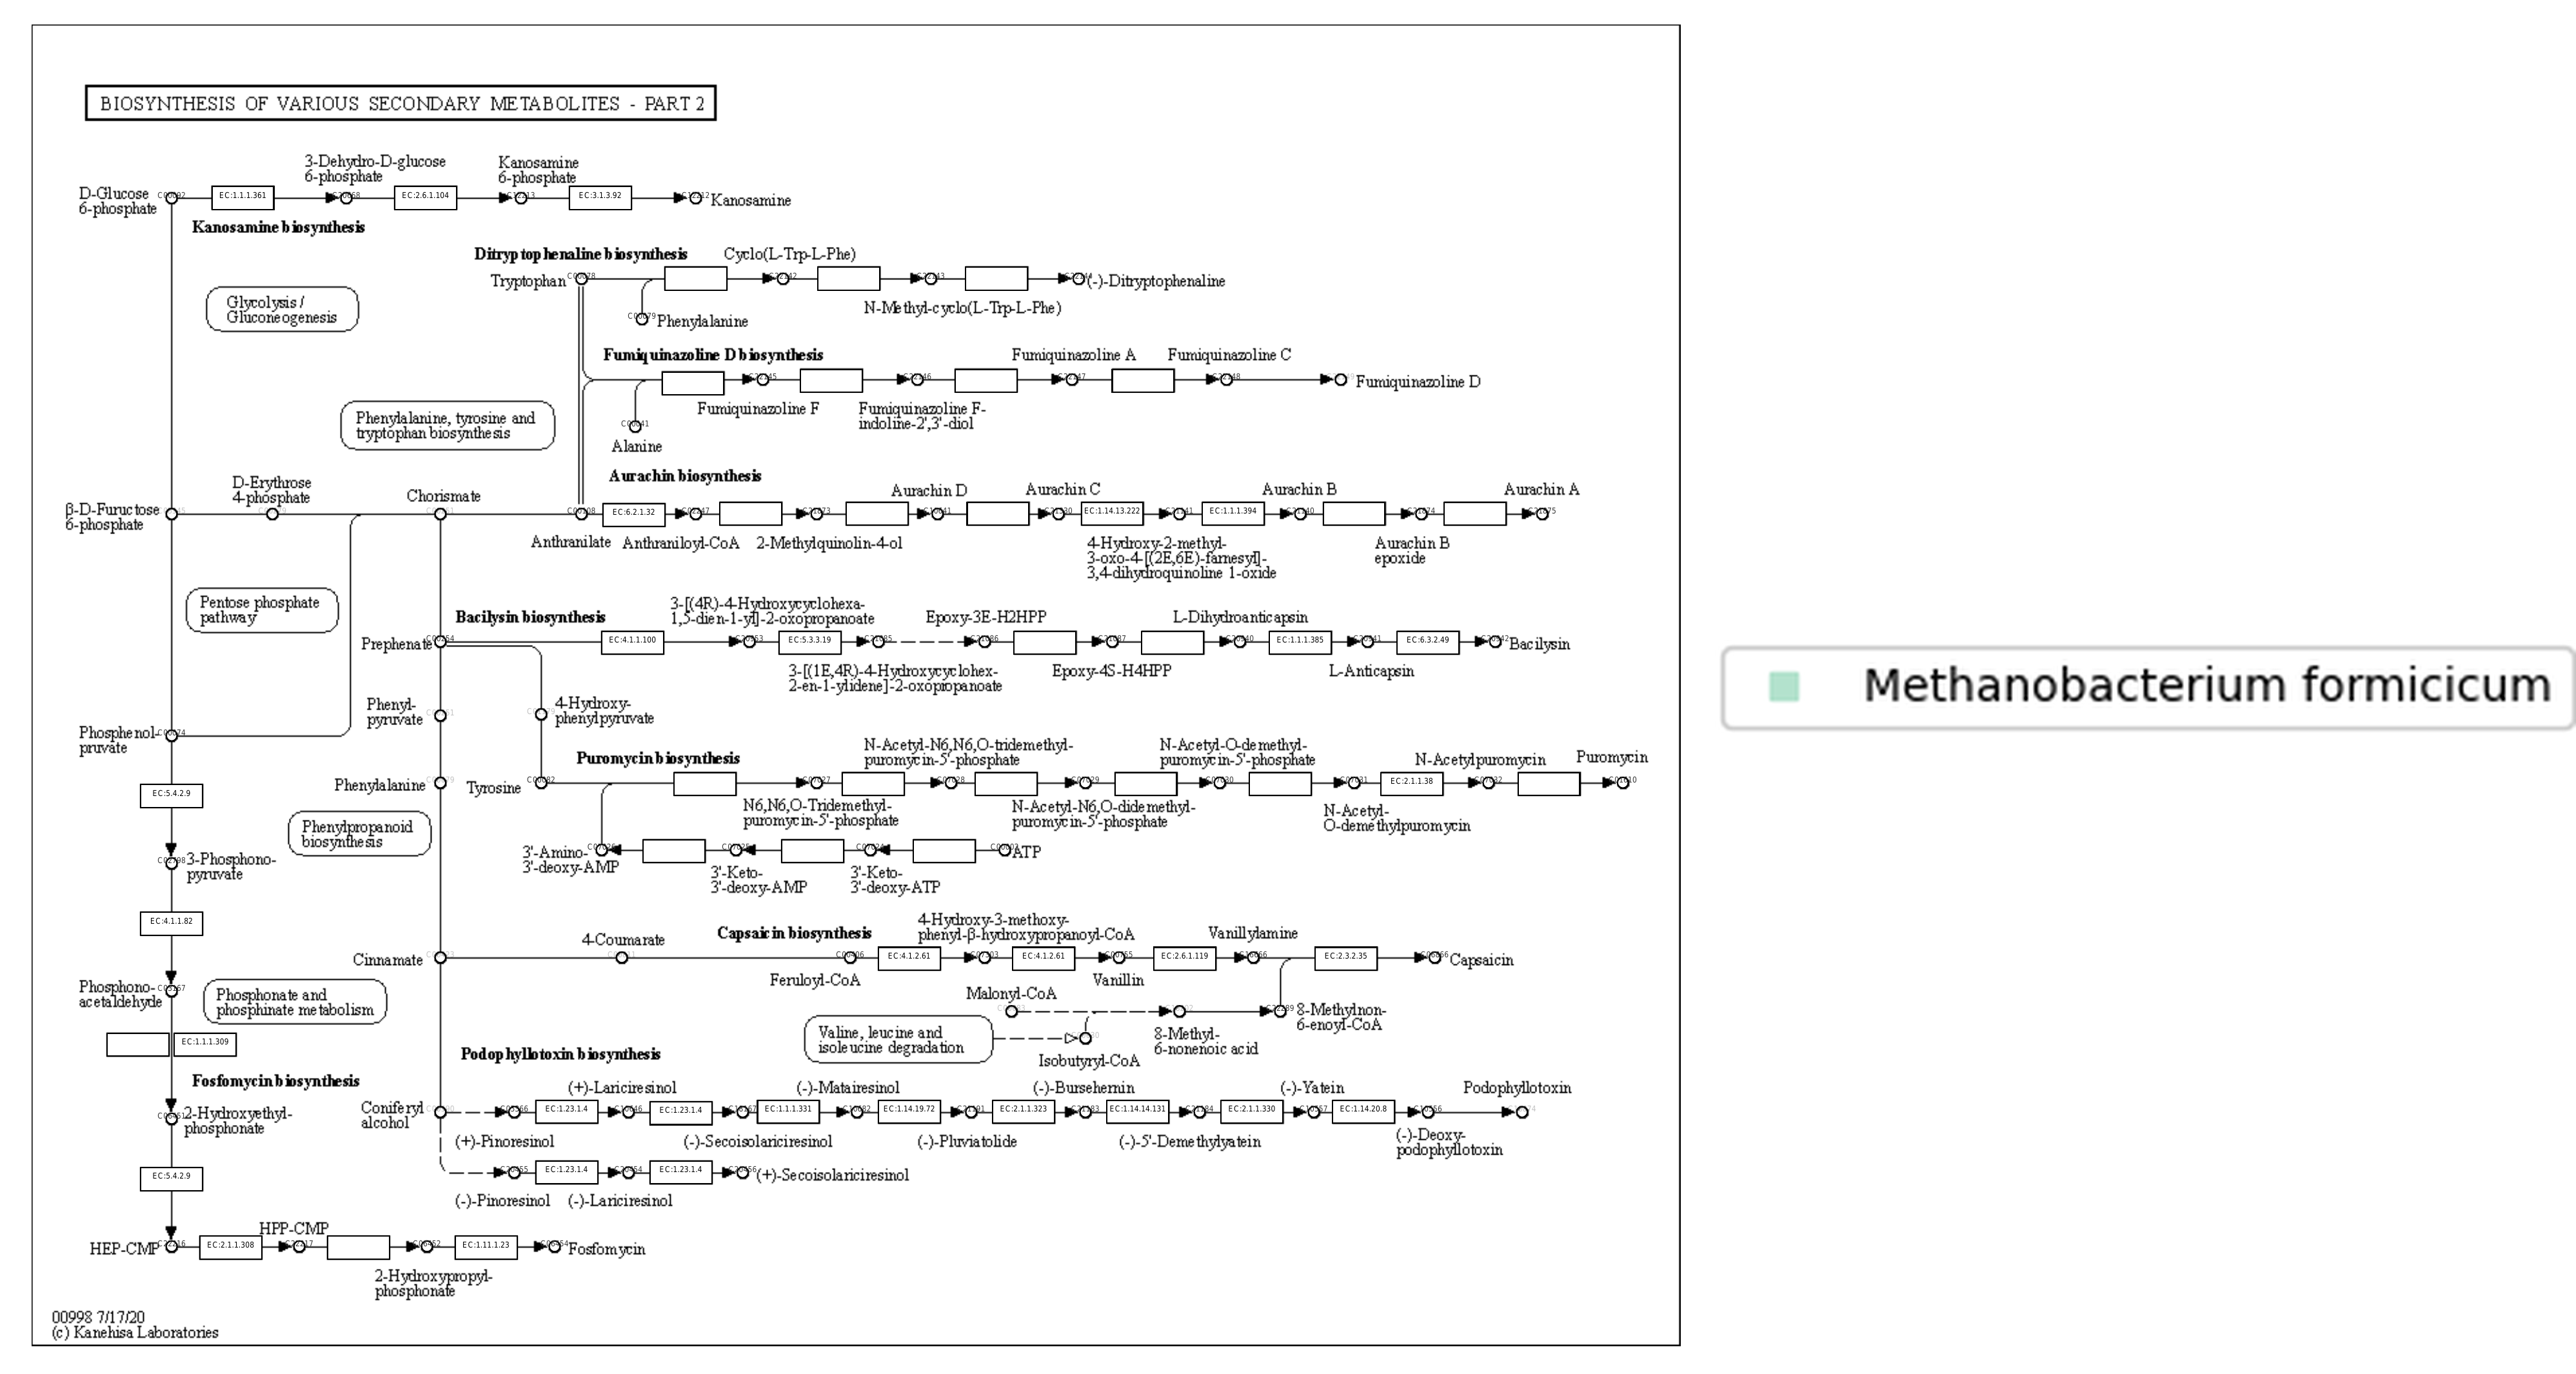 BIOSYNTHESIS OF VARIOUS SECONDARY METABOLITES - PART 2
3-Dehydro-D-glucose
6-phosphate
Kanosamine
6-phosphate
D-Glucose
6-phosphate
EC:1.1.1.361
EC:2.6.1.104
EC:3.1.3.92
Kanosamine
Kanosamine biosynthesis
Ditryptophenaline biosynthesis
Cyclo(L-Trp-L-Phe)
Tryptophan
(-)-Ditryptophenaline
N-Methyl-cyclo(L-Trp-L-Phe)
Phenylalanine
Glycolysis /
Gluconeogenesis
Fumiquinazoline D biosynthesis
Fumiquinazoline A
Fumiquinazoline C
Fumiquinazoline D
Fumiquinazoline F
Fumiquinazoline F-
indoline-2',3'-diol
Alanine
Phenylalanine, tyrosine and
tryptophan biosynthesis
Aurachin biosynthesis
D-Erythrose
4-phosphate
Chorismate
Aurachin D
Aurachin C
Aurachin B
Aurachin A
β-D-Fuructose
6-phosphate
EC:6.2.1.32
EC:1.14.13.222
EC:1.1.1.394
Anthranilate
Anthraniloyl-CoA
2-Methylquinolin-4-ol
4-Hydroxy-2-methyl-
3-oxo-4-[(2E,6E)-farnesyl]-
3,4-dihydroquinoline 1-oxide
Aurachin B
epoxide
Pentose phosphate
pathway
Bacilysin biosynthesis
3-[(4R)-4-Hydroxycyclohexa-
1,5-dien-1-yl]-2-oxopropanoate
Epoxy-3E-H2HPP
L-Dihydroanticapsin
Prephenate
EC:4.1.1.100
EC:5.3.3.19
EC:1.1.1.385
EC:6.3.2.49
Bacilysin
3-[(1E,4R)-4-Hydroxycyclohex-
2-en-1-ylidene]-2-oxopropanoate
Epoxy-4S-H4HPP
L-Anticapsin
Methanobacterium formicicum
Phenyl-
pyruvate
4-Hydroxy-
phenylpyruvate
Phosphenol-
pruvate
Puromycin biosynthesis
N-Acetyl-N6,N6,O-tridemethyl-
puromycin-5'-phosphate
N-Acetyl-O-demethyl-
puromycin-5'-phosphate
N-Acetylpuromycin
Puromycin
Phenylalanine
Tyrosine
EC:2.1.1.38
EC:5.4.2.9
N6,N6,O-Tridemethyl-
puromycin-5'-phosphate
N-Acetyl-N6,O-didemethyl-
puromycin-5'-phosphate
N-Acetyl-
O-demethylpuromycin
Phenylpropanoid
biosynthesis
3'-Amino-
3'-deoxy-AMP
3'-Keto-
3'-deoxy-AMP
3'-Keto-
3'-deoxy-ATP
ATP
3-Phosphono-
pyruvate
EC:4.1.1.82
4-Coumarate
Capsaicin biosynthesis
4-Hydroxy-3-methoxy-
phenyl-β-hydroxypropanoyl-CoA
Vanillylamine
Cinnamate
EC:4.1.2.61
EC:4.1.2.61
EC:2.6.1.119
EC:2.3.2.35
Capsaicin
Feruloyl-CoA
Vanillin
Malonyl-CoA
Phosphono-
acetaldehyde
Phosphonate and
phosphinate metabolism
8-Methylnon-
6-enoyl-CoA
Valine, leucine and
isoleucine degradation
8-Methyl-
6-nonenoic acid
Isobutyryl-CoA
EC:1.1.1.309
Podophyllotoxin biosynthesis
Fosfomycin biosynthesis
(+)-Lariciresinol
(-)-Matairesinol
(-)-Bursehernin
(-)-Yatein
Podophyllotoxin
2-Hydroxyethyl-
phosphonate
Coniferyl
alcohol
EC:1.23.1.4
EC:1.23.1.4
EC:1.1.1.331
EC:1.14.19.72
EC:2.1.1.323
EC:1.14.14.131
EC:2.1.1.330
EC:1.14.20.8
(+)-Pinoresinol
(-)-Secoisolariciresinol
(-)-Pluviatolide
(-)-5'-Demethylyatein
(-)-Deoxy-
podophyllotoxin
EC:5.4.2.9
EC:1.23.1.4
EC:1.23.1.4
(+)-Secoisolariciresinol
(-)-Pinoresinol
(-)-Lariciresinol
HPP-CMP
HEP-CMP
EC:2.1.1.308
EC:1.11.1.23
Fosfomycin
2-Hydroxypropyl-
phosphonate
00998 7/17/20
(c) Kanehisa Laboratories